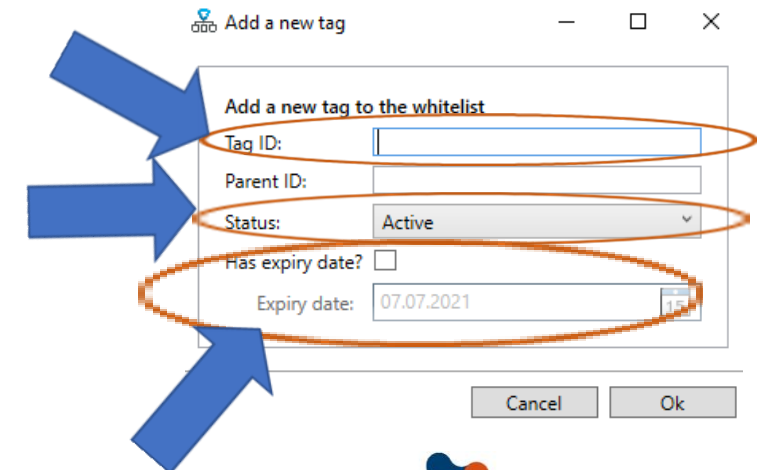 Add a new tag
Add a new tag to the whitelist
Tag ID:
Parent ID:
Status: Active
Has expiry date?
Expiry date: 07.07.2021 15
Cancel Ok